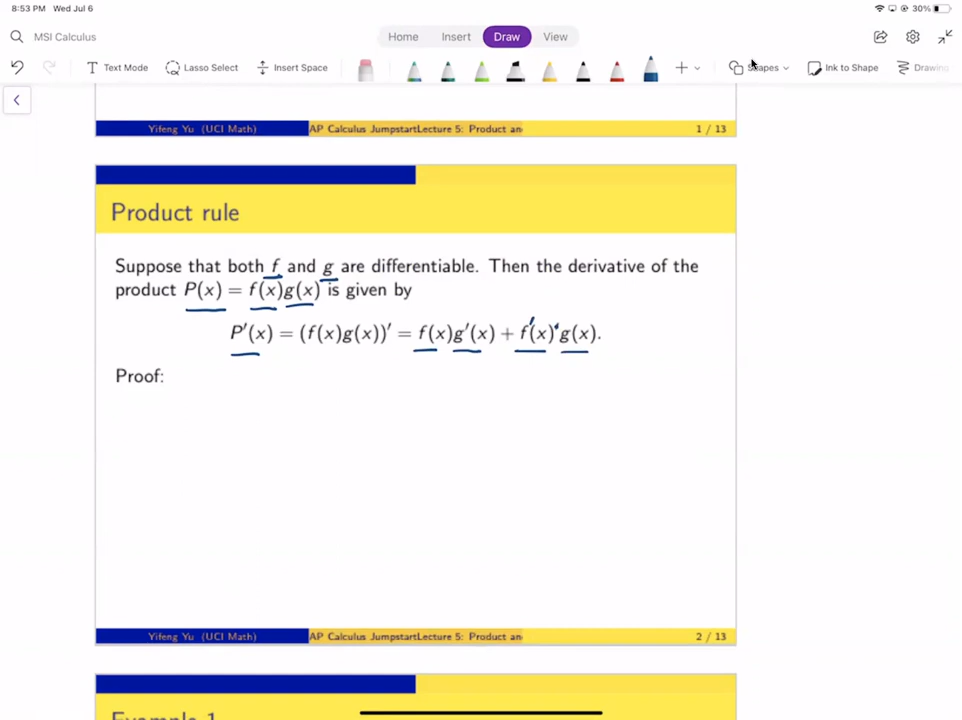 8:53 PM Wed Jul 6
30%
MSI Calculus
Home Insert Draw View
Text Mode Lasso Select Insert Space Shapes Ink to Shape Drawing
Yifeng Yu (UCI Math) AP Calculus JumpstartLecture 5: Product an 1 / 13
Product rule
Suppose that both f and g are differentiable. Then the derivative of the
product P(x) = f(x)g(x) is given by
P′(x) = (f(x)g(x))′ = f(x)g′(x) + f′(x)′g(x).
Proof:
Yifeng Yu (UCI Math) AP Calculus JumpstartLecture 5: Product an 2 / 13
Example 1